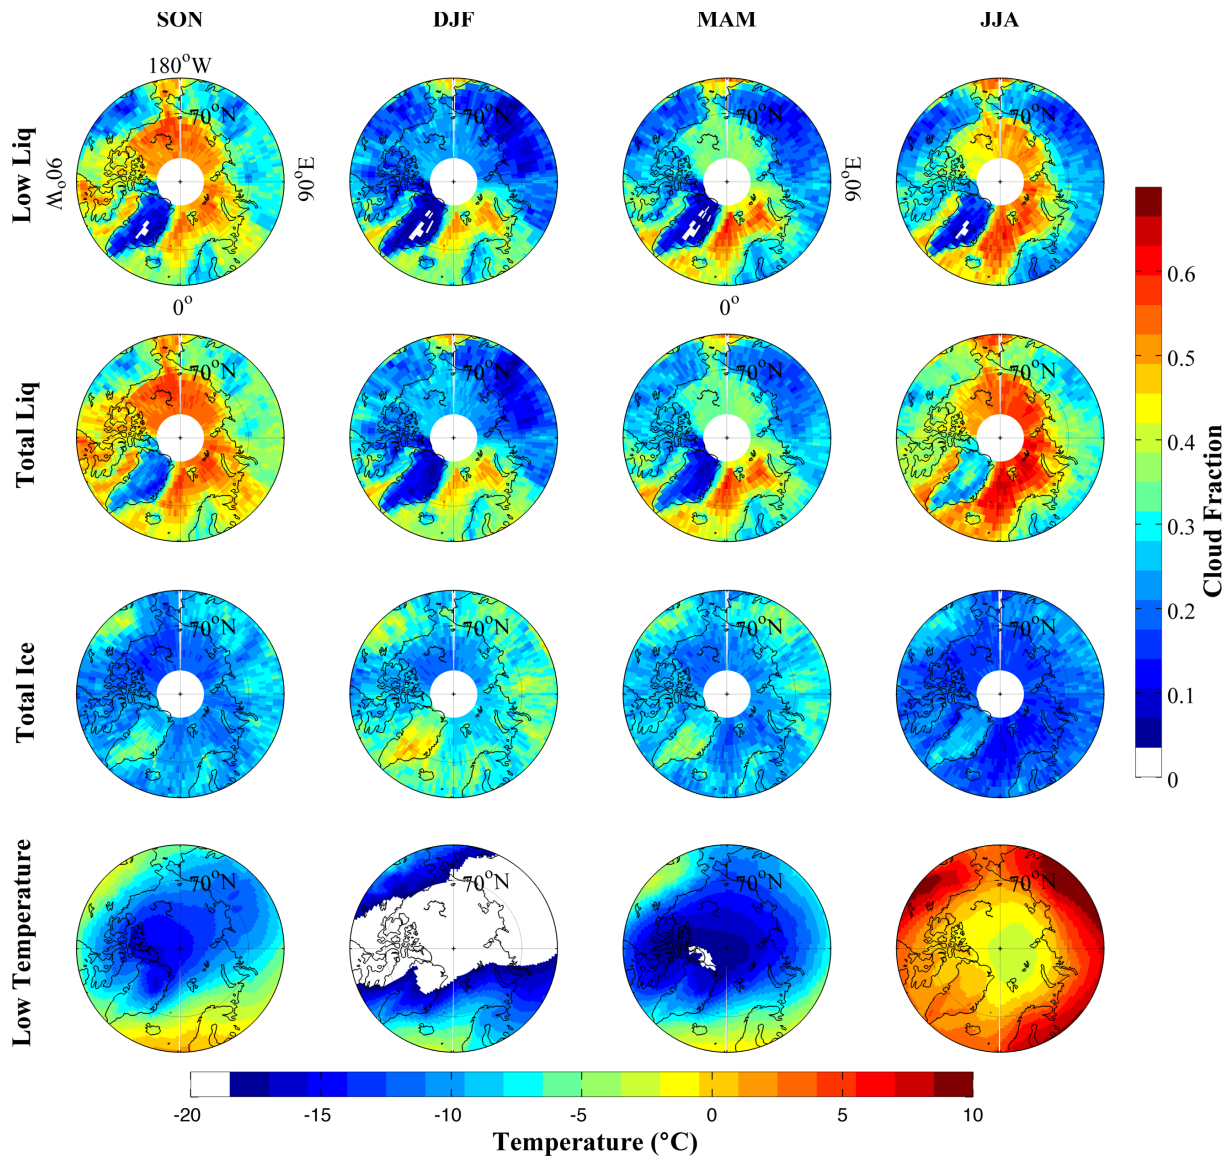 SON DJF MAM JJA
180°W
70°N 70°N 70°N 70°N
Low Liq 90°W 90°E 90°E
0° 0°
70°N 70°N 70°N 70°N
Total Liq
70°N 70°N 70°N 70°N
Total Ice
70°N 70°N 70°N 70°N
Low Temperature
0.6
0.5
0.4
0.3
0.2
0.1
0
Cloud Fraction
-20 -15 -10 -5 0 5 10
Temperature (°C)